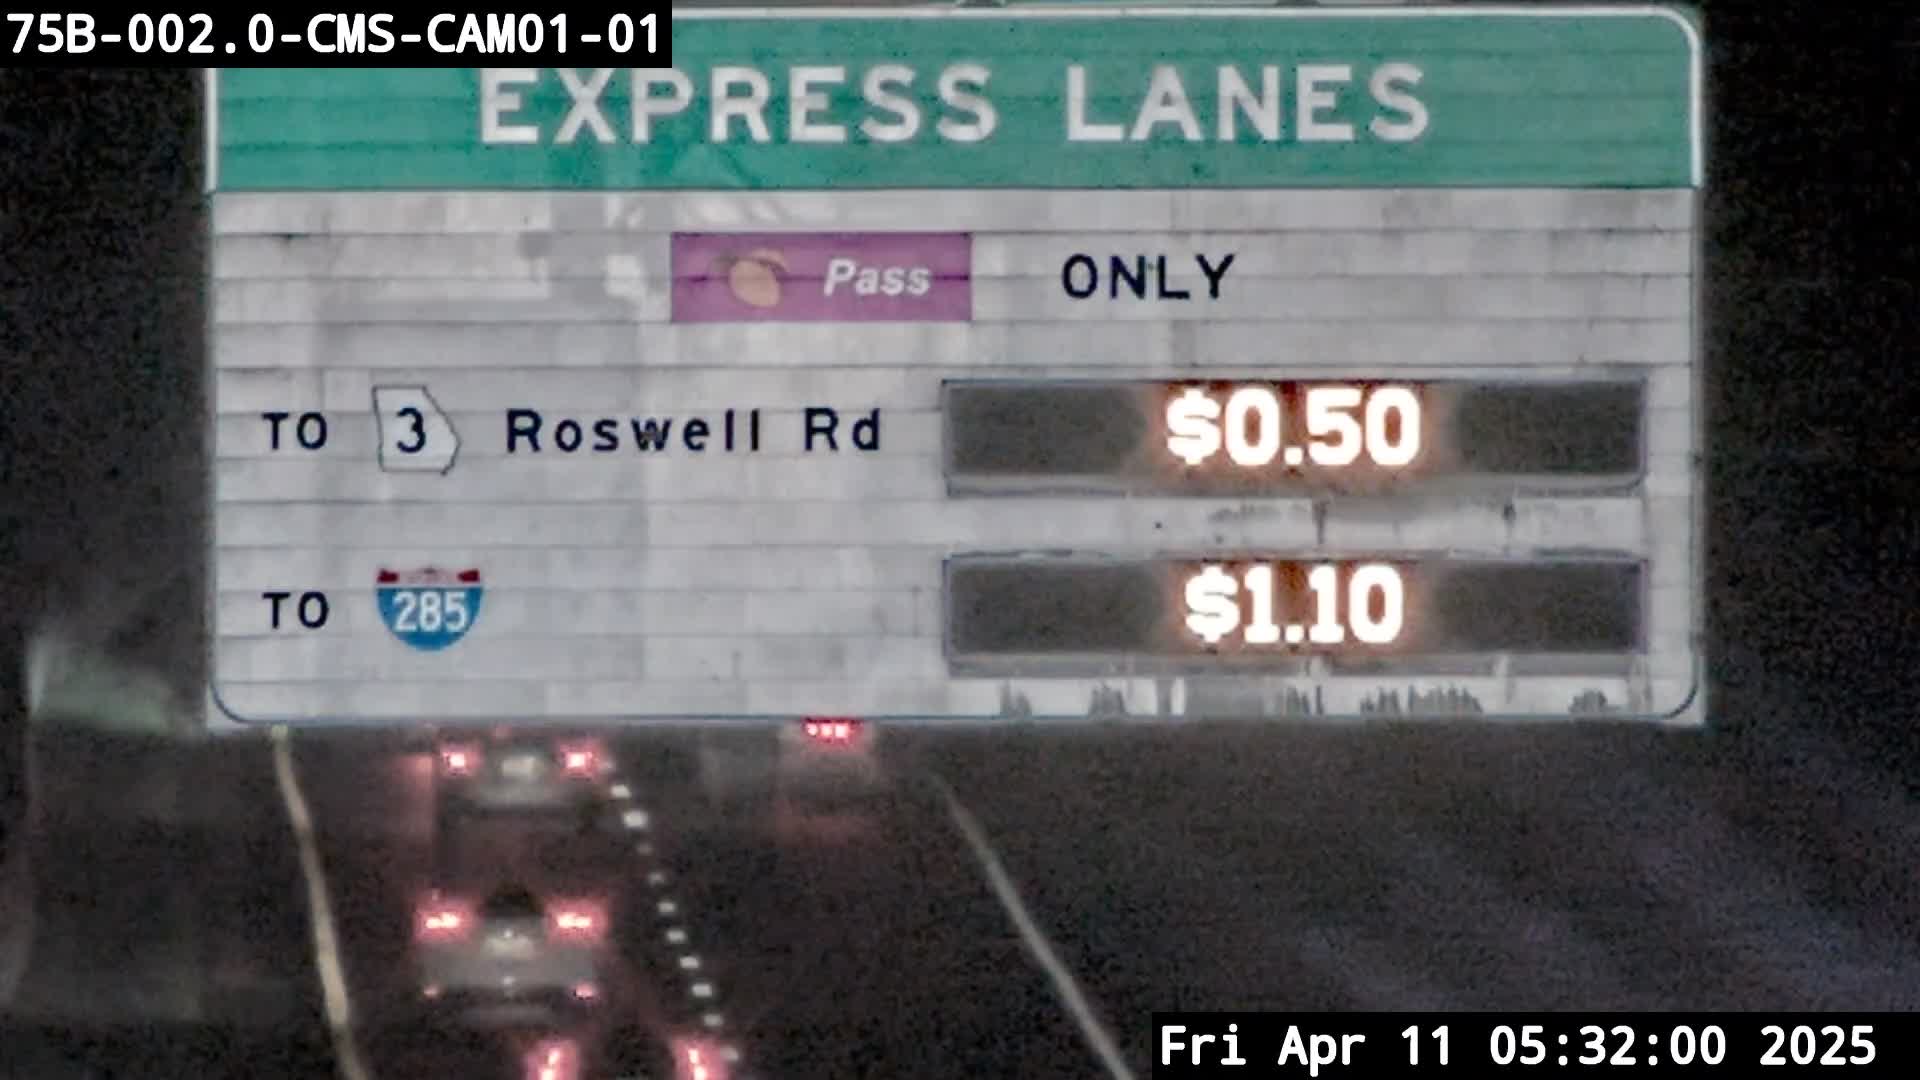 75B-002.0-CMS-CAM01-01
EXPRESS LANES
Pass ONLY
TO 3 Roswell Rd $0.50
TO 285 $1.10
Fri Apr 11 05:32:00 2025